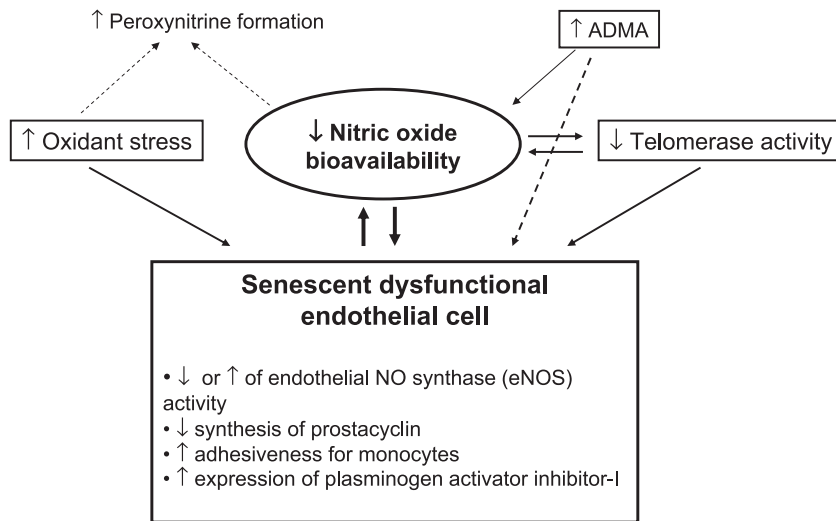 ↑ Peroxynitrine formation
↑ ADMA
↑ Oxidant stress
↓ Nitric oxide
bioavailability
↓ Telomerase activity
Senescent dysfunctional
endothelial cell
• ↓ or ↑ of endothelial NO synthase (eNOS)
activity
• ↓ synthesis of prostacyclin
• ↑ adhesiveness for monocytes
• ↑ expression of plasminogen activator inhibitor-I